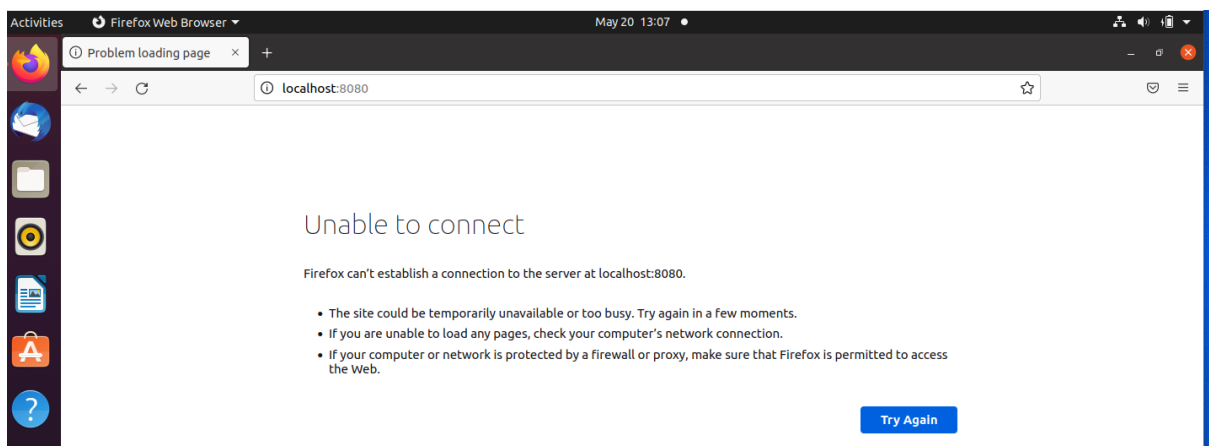 Activities Firefox Web Browser May 20 13:07
Problem loading page
localhost:8080
Unable to connect
Firefox can't establish a connection to the server at localhost:8080.
• The site could be temporarily unavailable or too busy. Try again in a few moments.
• If you are unable to load any pages, check your computer's network connection.
• If your computer or network is protected by a firewall or proxy, make sure that Firefox is permitted to access
the Web.
Try Again